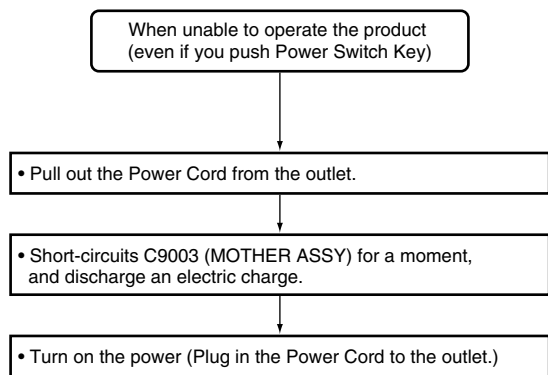 When unable to operate the product
(even if you push Power Switch Key)
• Pull out the Power Cord from the outlet.
• Short-circuits C9003 (MOTHER ASSY) for a moment,
and discharge an electric charge.
• Turn on the power (Plug in the Power Cord to the outlet.)